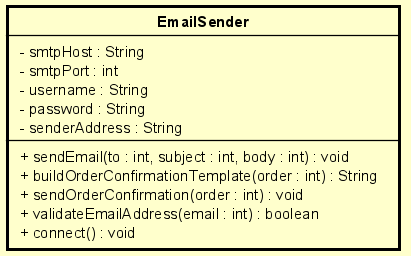 EmailSender
- smtpHost : String
- smtpPort : int
- username : String
- password : String
- senderAddress : String
+ sendEmail(to : int, subject : int, body : int) : void
+ buildOrderConfirmationTemplate(order : int) : String
+ sendOrderConfirmation(order : int) : void
+ validateEmailAddress(email : int) : boolean
+ connect() : void